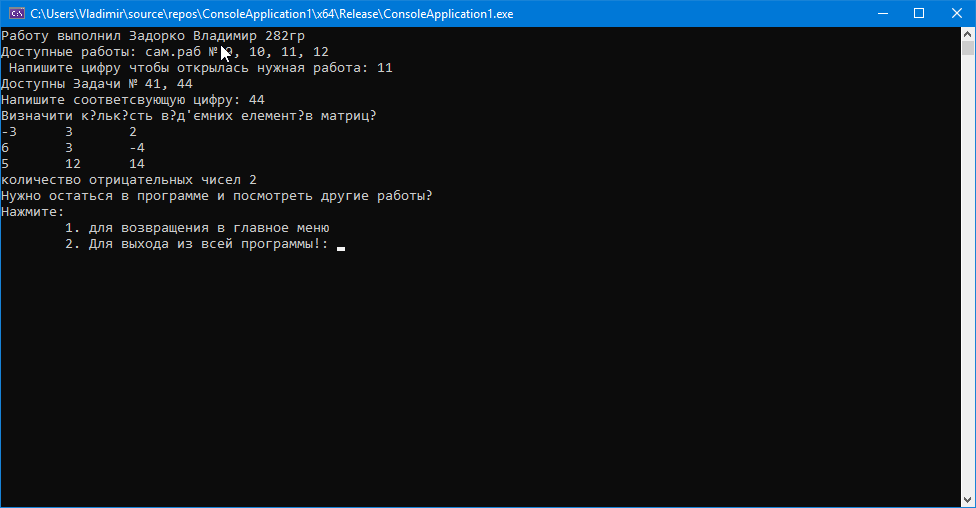 C:\Users\Vladimir\source\repos\ConsoleApplication1\x64\Release\ConsoleApplication1.exe
Работу выполнил Задорко Владимир 282гр
Доступные работы: сам.раб № 9, 10, 11, 12
Напишите цифру чтобы открылась нужная работа: 11
Доступны Задачи № 41, 44
Напишите соответсвующую цифру: 44
Визначити к?льк?сть в?д'ємних елемент?в матриц?
-3 3 2
6 3 -4
5 12 14
количество отрицательных чисел 2
Нужно остаться в программе и посмотреть другие работы?
Нажмите:
1. для возвращения в главное меню
2. Для выхода из всей программы!: